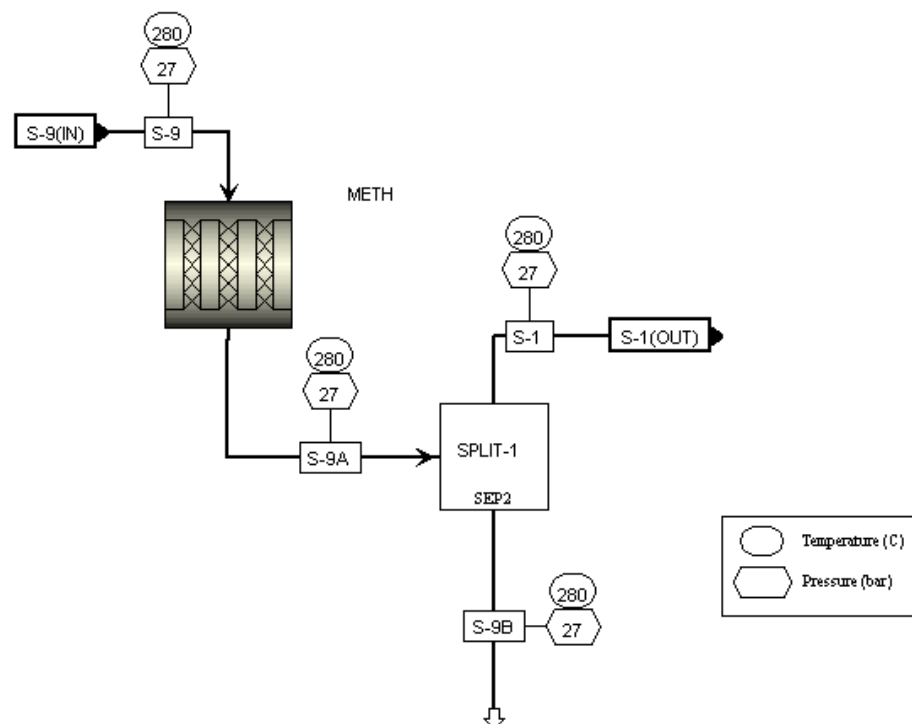 280
27
S-9(IN)
S-9
METH
280
27
S-1
S-1(OUT)
280
27
S-9A
SPLIT-1
SEP2
Temperature (C)
Pressure (bar)
280
S-9B
27